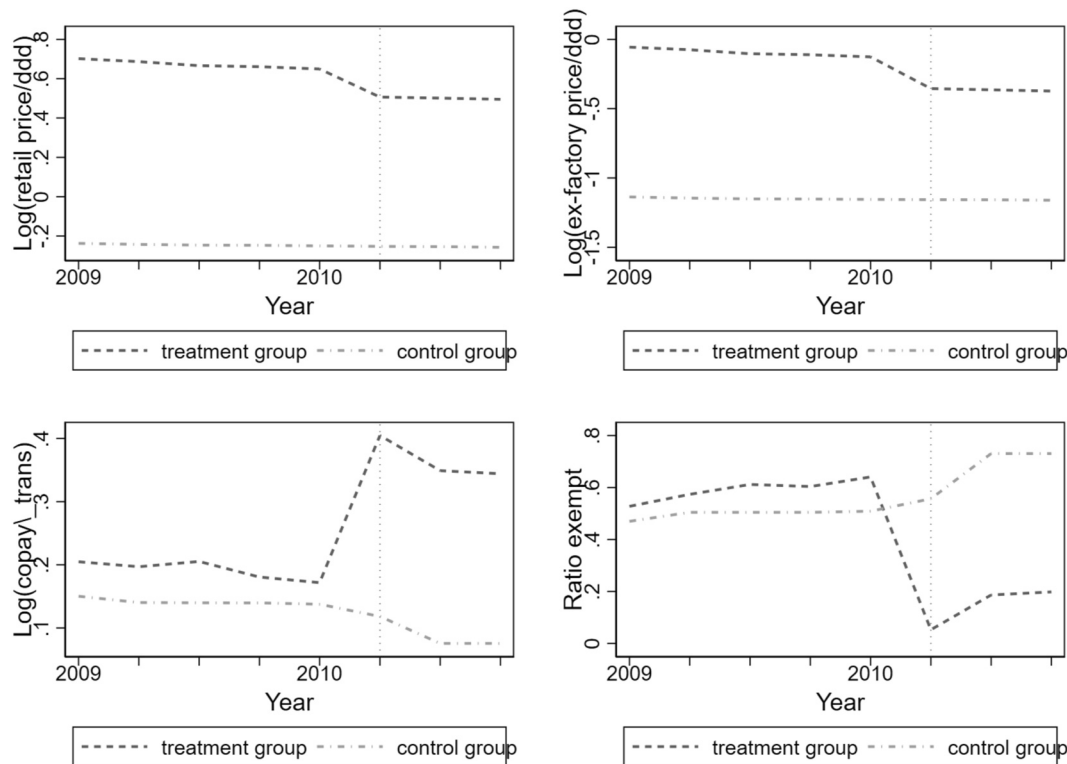 Log(retail price/ddd)
.8
.6
.4
.2
0
-.2
2009
2010
Year
treatment group
control group
Log(ex-factory price/ddd)
0
-.5
-1
-1.5
2009
2010
Year
treatment group
control group
Log(copay\_trans)
.4
.3
.2
.1
2009
2010
Year
treatment group
control group
Ratio exempt
.8
.6
.4
.2
0
2009
2010
Year
treatment group
control group